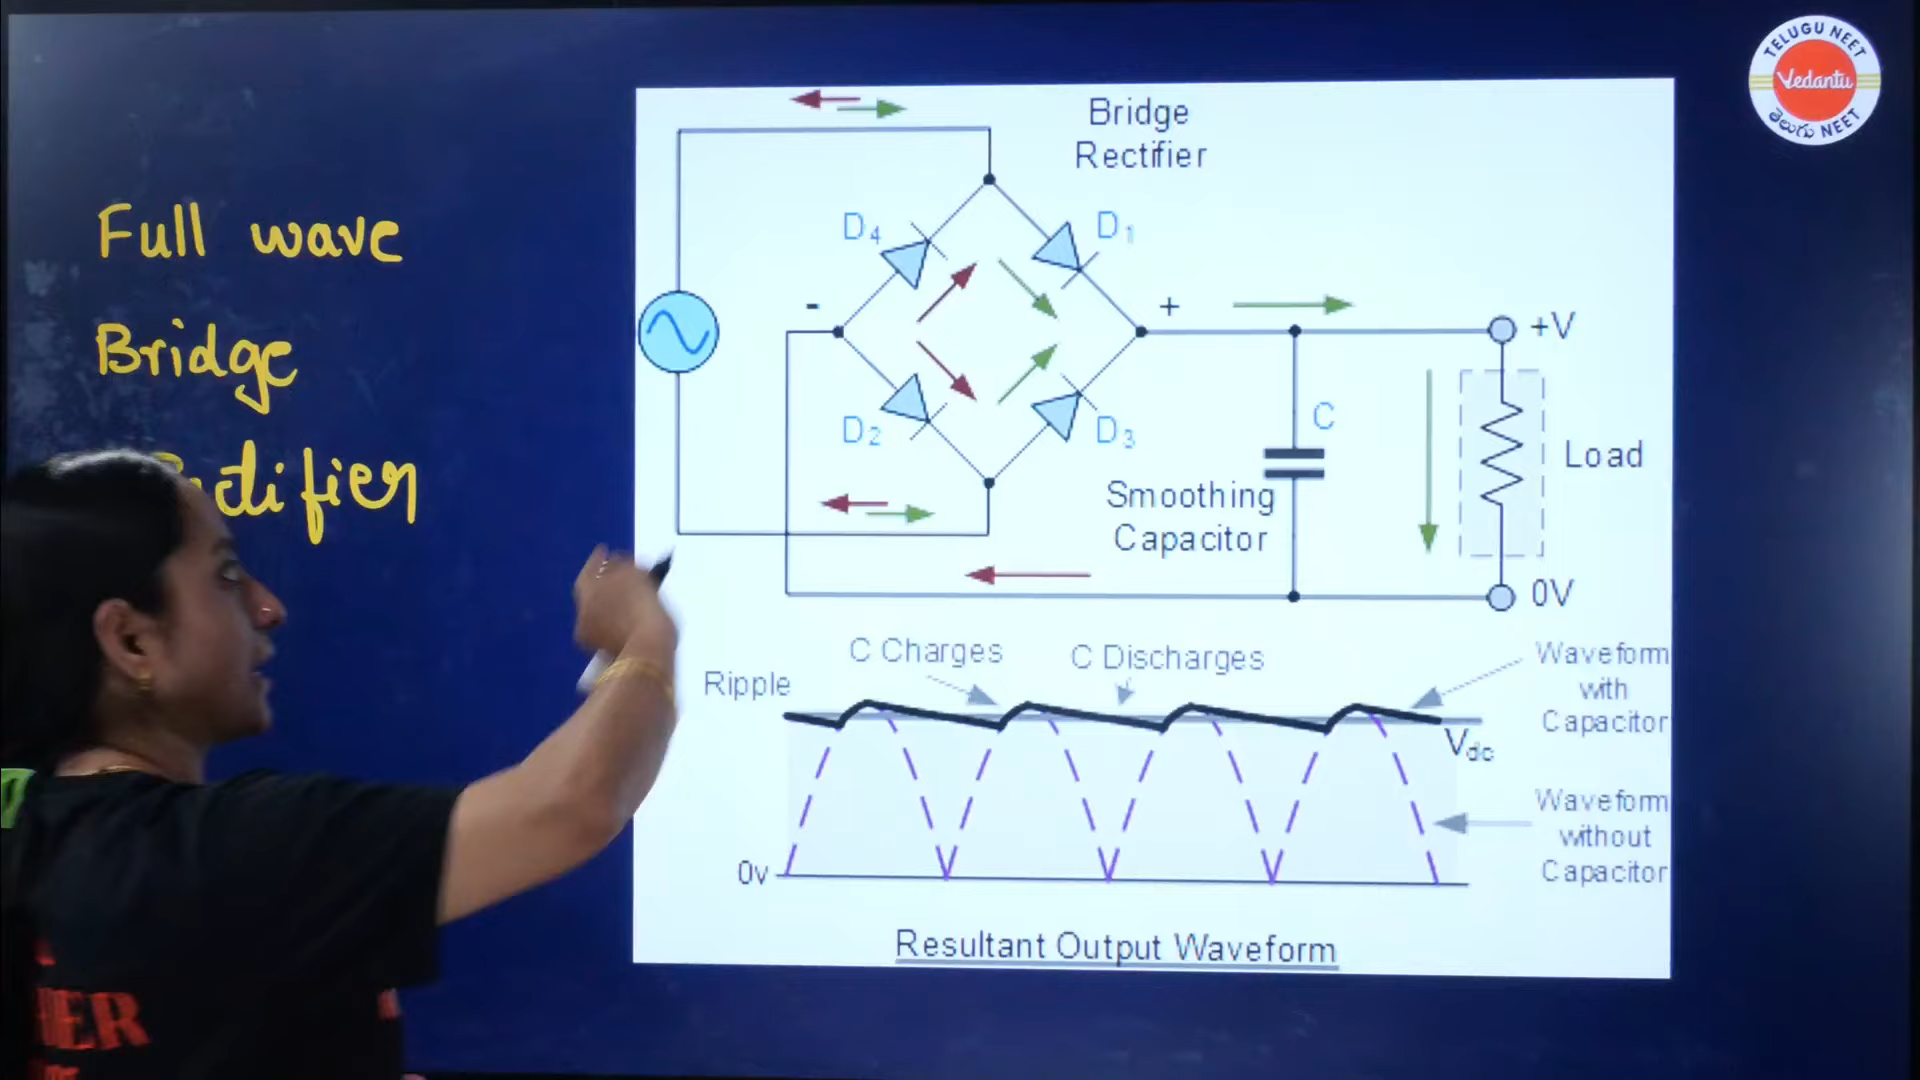 TELUGU NEET
Vedantu
తెలుగు NEET
Full wave
Bridge
Bridge
Rectifier
D4
D1
-
+
+V
D2
D3
C
Load
Smoothing
Capacitor
0V
C Charges
C Discharges
Ripple
Waveform
with
Capacitor
Vdc
Waveform
without
Capacitor
0v
Resultant Output Waveform